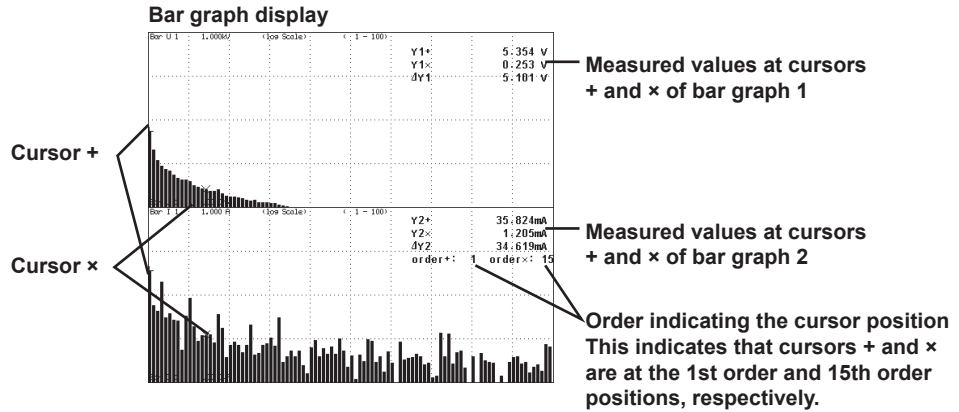 Bar graph display
Bar U 1 1.000kV (log Scale) ( 1 - 100)
Y1+ 5.354 V
Y1× 0.253 V
⊿Y1 5.101 V
Measured values at cursors
+ and × of bar graph 1
Cursor +
Bar I 1 1.000 A (log Scale) ( 1 - 100)
Y2+ 35.824mA
Y2× 1.205mA
⊿Y2 34.619mA
order+: 1 order×: 15
Measured values at cursors
+ and × of bar graph 2
Cursor ×
Order indicating the cursor position
This indicates that cursors + and ×
are at the 1st order and 15th order
positions, respectively.